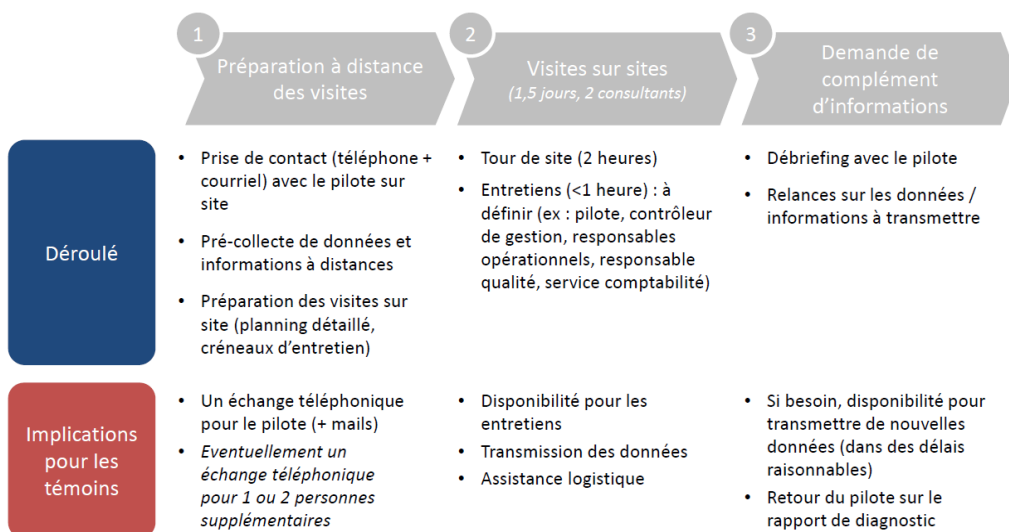 1
Préparation à distance
des visites
2
Visites sur sites
(1,5 jours, 2 consultants)
3
Demande de
complément
d'informations
Déroulé
• Prise de contact (téléphone +
courriel) avec le pilote sur
site
• Pré-collecte de données et
informations à distances
• Préparation des visites sur
site (planning détaillé,
créneaux d'entretien)
• Tour de site (2 heures)
• Entretiens (<1 heure) : à
définir (ex : pilote, contrôleur
de gestion, responsables
opérationnels, responsable
qualité, service comptabilité)
• Débriefing avec le pilote
• Relances sur les données /
informations à transmettre
Implications
pour les
témoins
• Un échange téléphonique
pour le pilote (+ mails)
• Eventuellement un
échange téléphonique
pour 1 ou 2 personnes
supplémentaires
• Disponibilité pour les
entretiens
• Transmission des données
• Assistance logistique
• Si besoin, disponibilité pour
transmettre de nouvelles
données (dans des délais
raisonnables)
• Retour du pilote sur le
rapport de diagnostic